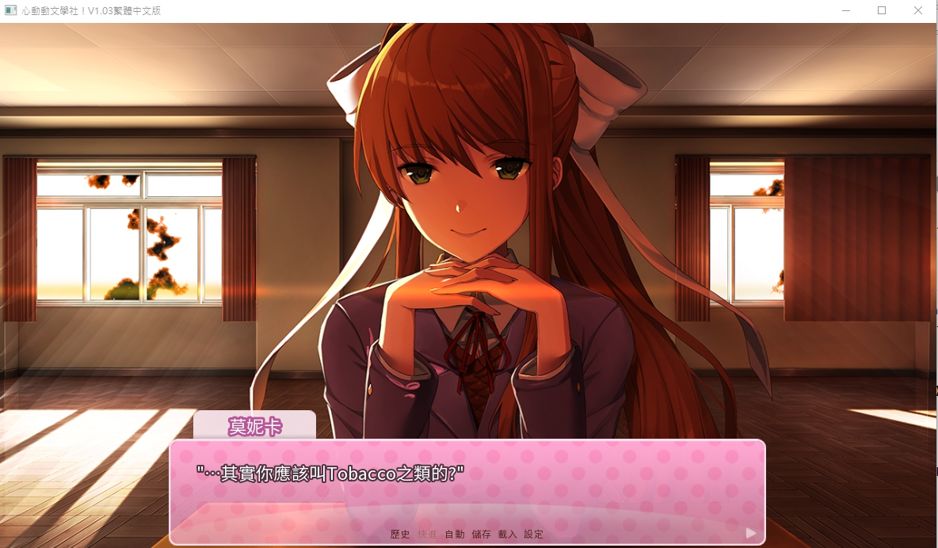 心動動文學社！V1.03繁體中文版
莫妮卡
"…其實你應該叫Tobacco之類的?"
歷史 快進 自動 儲存 載入 設定